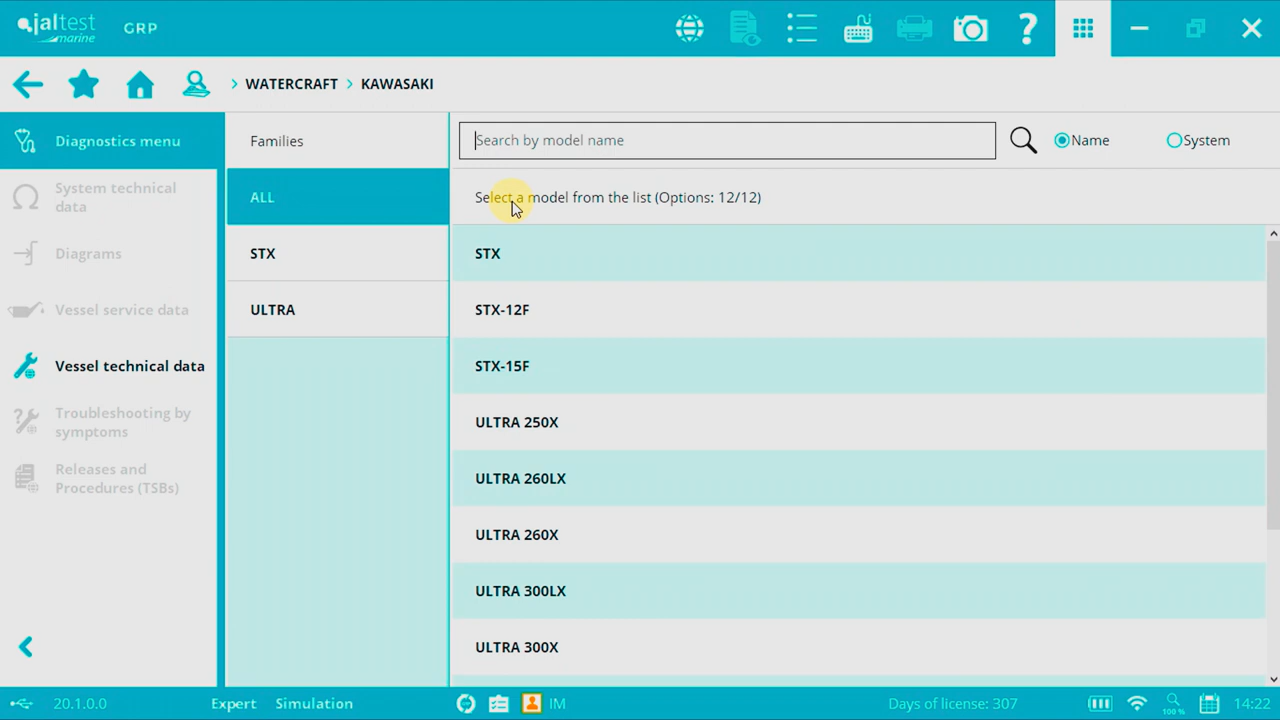 jaltest
marine
GRP
?
> WATERCRAFT > KAWASAKI
Diagnostics menu
System technical
data
Diagrams
Vessel service data
Vessel technical data
Troubleshooting by
symptoms
Releases and
Procedures (TSBs)
Families
ALL
STX
ULTRA
Search by model name
Name
System
Select a model from the list (Options: 12/12)
STX
STX-12F
STX-15F
ULTRA 250X
ULTRA 260LX
ULTRA 260X
ULTRA 300LX
ULTRA 300X
20.1.0.0
Expert
Simulation
IM
Days of license: 307
100 %
14:22